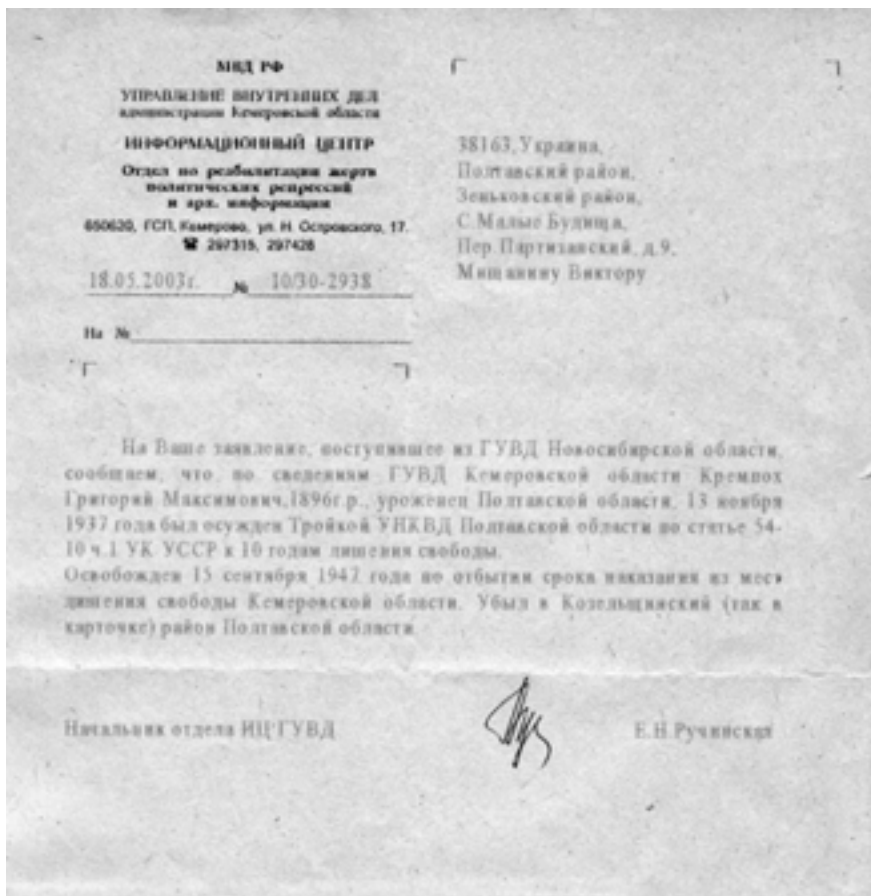 МВД РФ
УПРАВЛЕНИЕ ВНУТРЕННИХ ДЕЛ
администрации Кемеровской области
ИНФОРМАЦИОННЫЙ ЦЕНТР
Отдел по реабилитации жертв
политических репрессий
и арх. информации
650620, ГСП, Кемерово, ул. Н. Островского, 17.
☎ 297315, 297426
18.05.2003г. № 10/30-2938
На №
38163,Украина,
Полтавский район,
Зеньковский район,
С.Малые Будища,
Пер.Партизанский, д.9,
Мищанину Виктору
На Ваше заявление, поступившее из ГУВД Новосибирской области,
сообщаем, что по сведениям ГУВД Кемеровской области Кремпох
Григорий Максимович,1896г.р., уроженец Полтавской области, 13 ноября
1937 года был осужден Тройкой УНКВД Полтавской области по статье 54-
10 ч.1 УК УССР к 10 годам лишения свободы.
Освобожден 15 сентября 1947 года по отбытии срока наказания из мест
лишения свободы Кемеровской области. Убыл в Козельщинский (так в
карточке) район Полтавской области.
Начальник отдела ИЦ ГУВД Е.Н.Ручинская